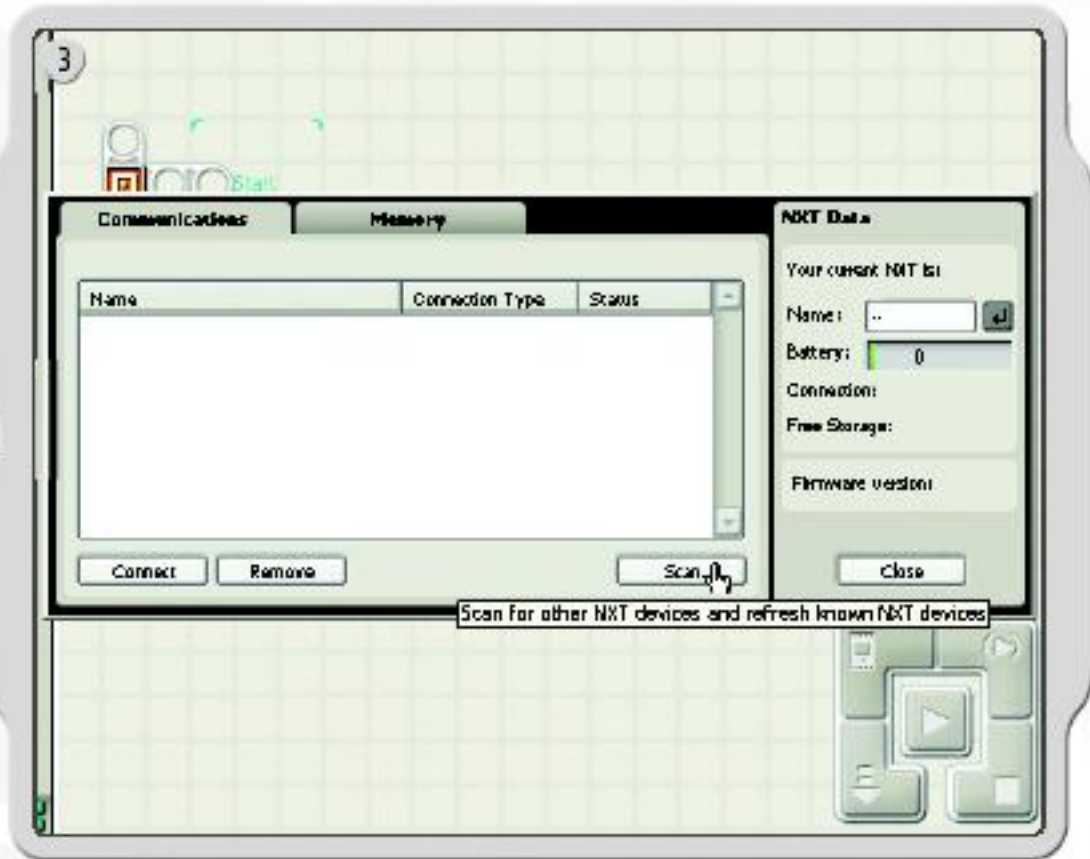 3
Start
Communications
Memory
Name
Connection Type
Status
Connect
Remove
Scan
Scan for other NXT devices and refresh known NXT devices
NXT Data
Your current NXT is:
Name:
--
Battery:
0
Connection:
Free Storage:
Firmware version:
Close